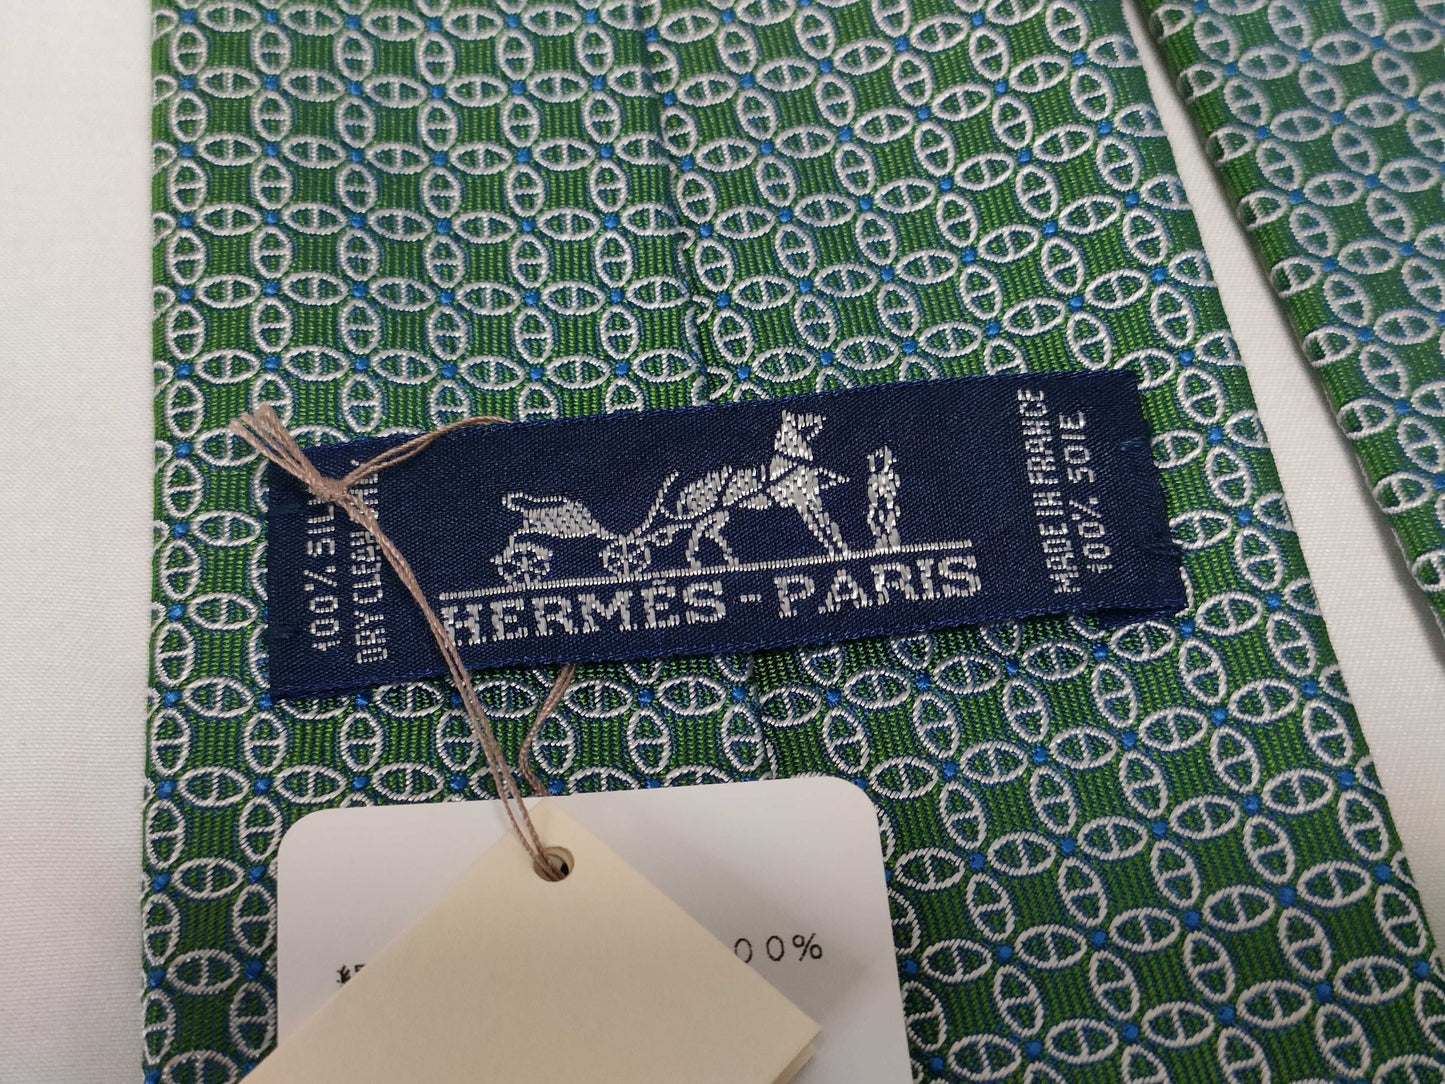 100% SILK
DRY CLEAN ONLY
HERMÈS-PARIS
MADE IN FRANCE
100% SOIE
00%